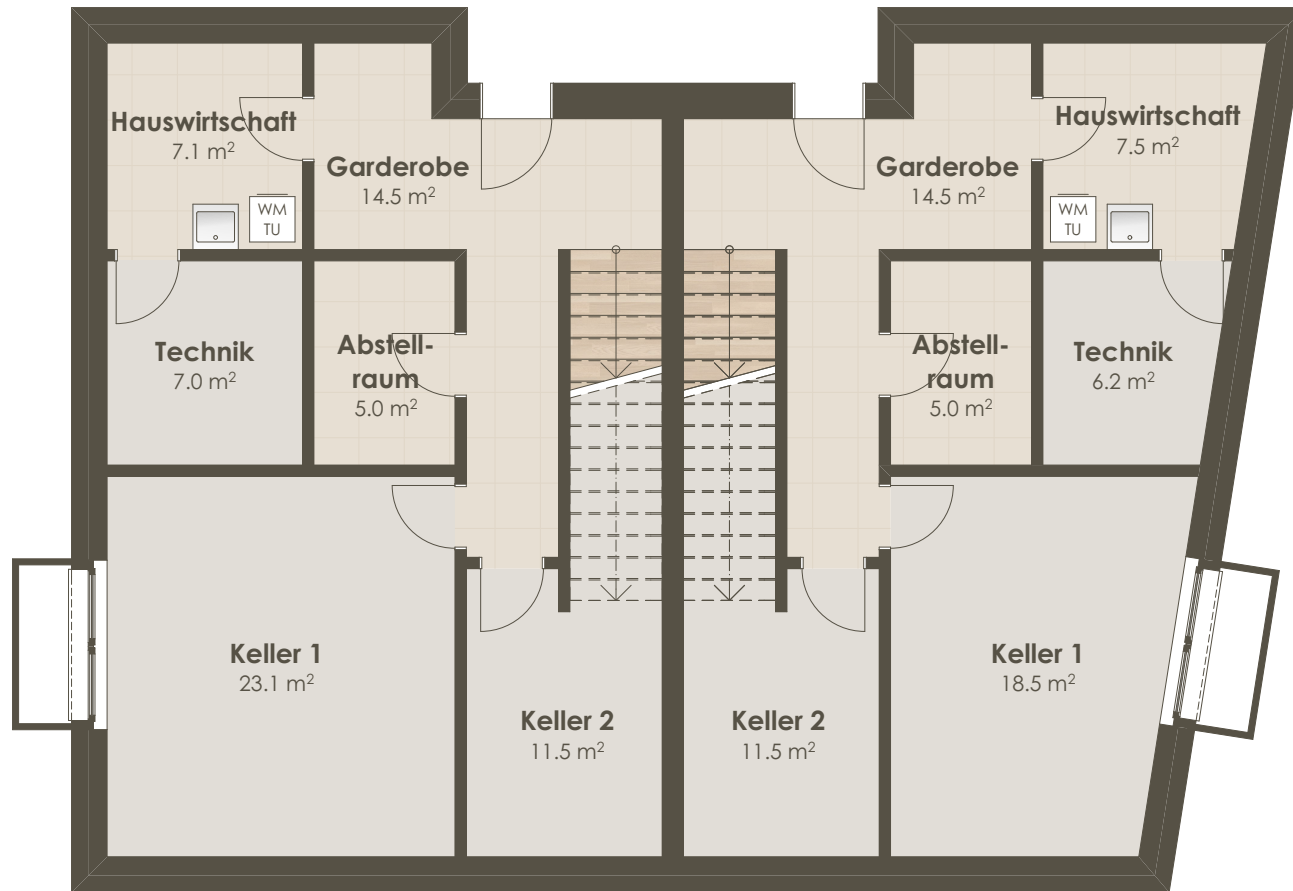 Hauswirtschaft
7.1 m²
Garderobe
14.5 m²
WM
TU
Technik
7.0 m²
Abstell-
raum
5.0 m²
Keller 1
23.1 m²
Keller 2
11.5 m²
Garderobe
14.5 m²
Hauswirtschaft
7.5 m²
WM
TU
Abstell-
raum
5.0 m²
Technik
6.2 m²
Keller 1
18.5 m²
Keller 2
11.5 m²